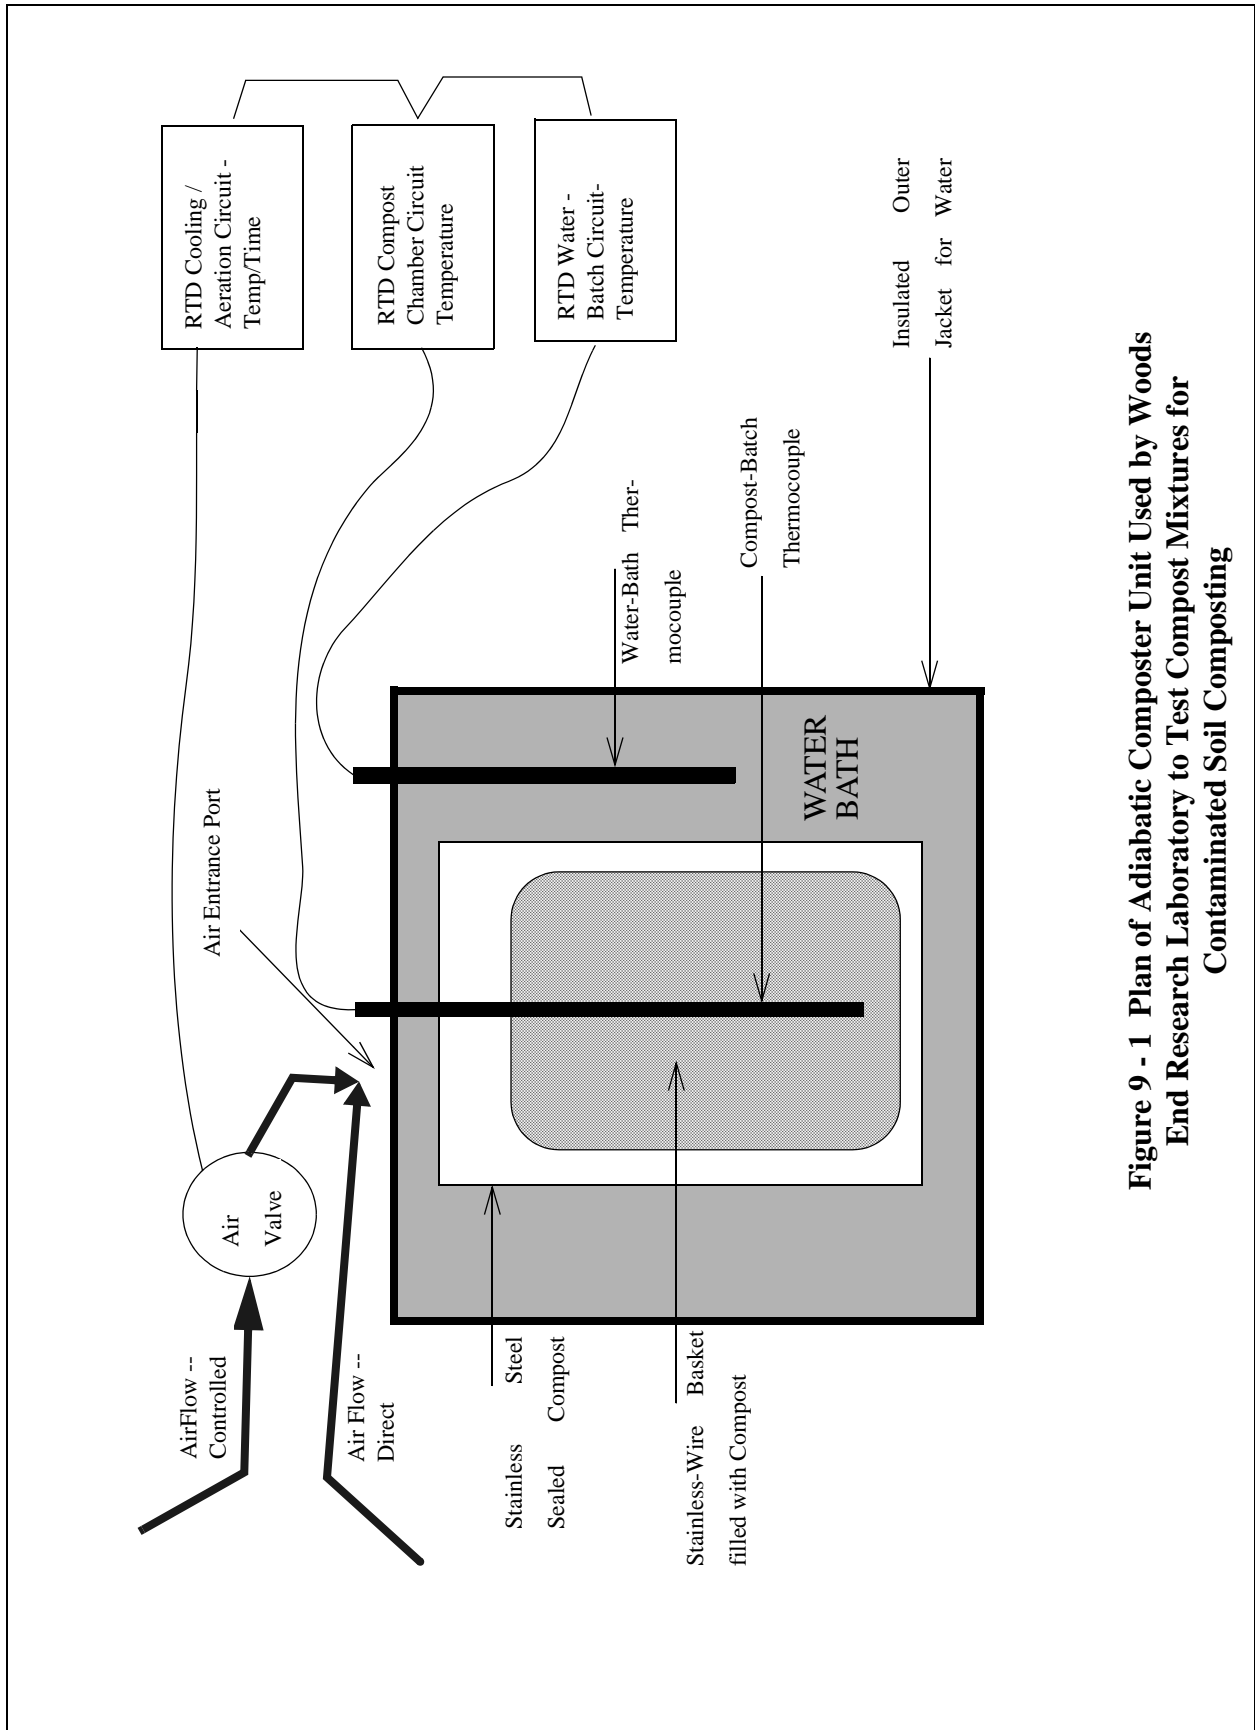 RTD Cooling /
Aeration Circuit -
Temp/Time
RTD Compost
Chamber Circuit
Temperature
RTD Water -
Batch Circuit-
Temperature
Air Entrance Port
Air
Valve
AirFlow --
Controlled
Air Flow --
Direct
Water-Bath Ther-
mocouple
Compost-Batch
Thermocouple
Insulated Outer
Jacket for Water
WATER
BATH
Stainless Steel
Sealed Compost
Stainless-Wire Basket
filled with Compost
Figure 9 - 1 Plan of Adiabatic Composter Unit Used by Woods
End Research Laboratory to Test Compost Mixtures for
Contaminated Soil Composting